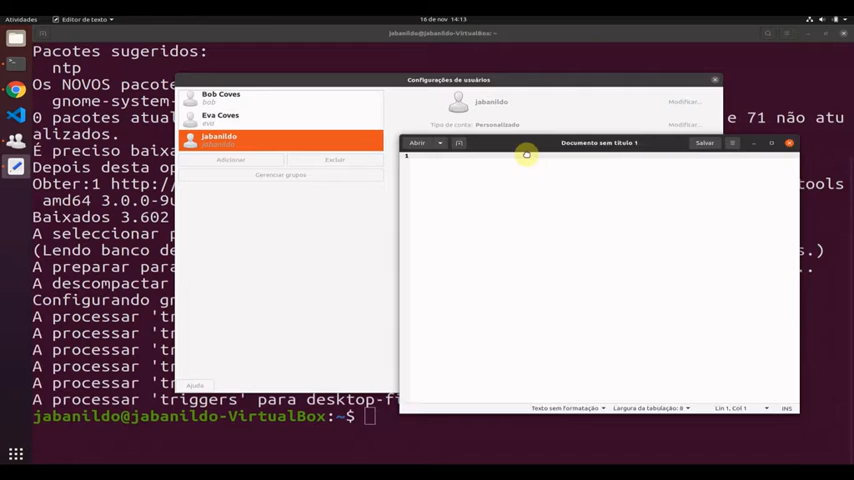 Atividades
Editor de texto
16 de nov 14:13
jabanildo@jabanildo-VirtualBox: ~
Pacotes sugeridos:
ntp
Os NOVOS pacote
gnome-system-
0 pacotes atual
e 71 não atu
alizados.
É preciso baixa
Depois desta op
Obter:1 http://
tools
amd64 3.0.0-9u
Baixados 3.602
A seleccionar p
(Lendo banco de
s.)
A preparar para
..
A descompactar
Configurando gn
A processar 'tr
A processar 'tr
A processar 'tr
A processar 'tr
A processar 'tr
A processar 'triggers' para desktop-fi
jabanildo@jabanildo-VirtualBox:~$
Configurações de usuários
Bob Coves
bob
Eva Coves
eva
jabanildo
jabanildo
Adicionar
Excluir
Gerenciar grupos
Ajuda
jabanildo
Modificar...
Tipo de conta: Personalizado
Modificar...
Abrir
Documento sem título 1
Salvar
1
Texto sem formatação
Largura da tabulação: 8
Lin 1, Col 1
INS